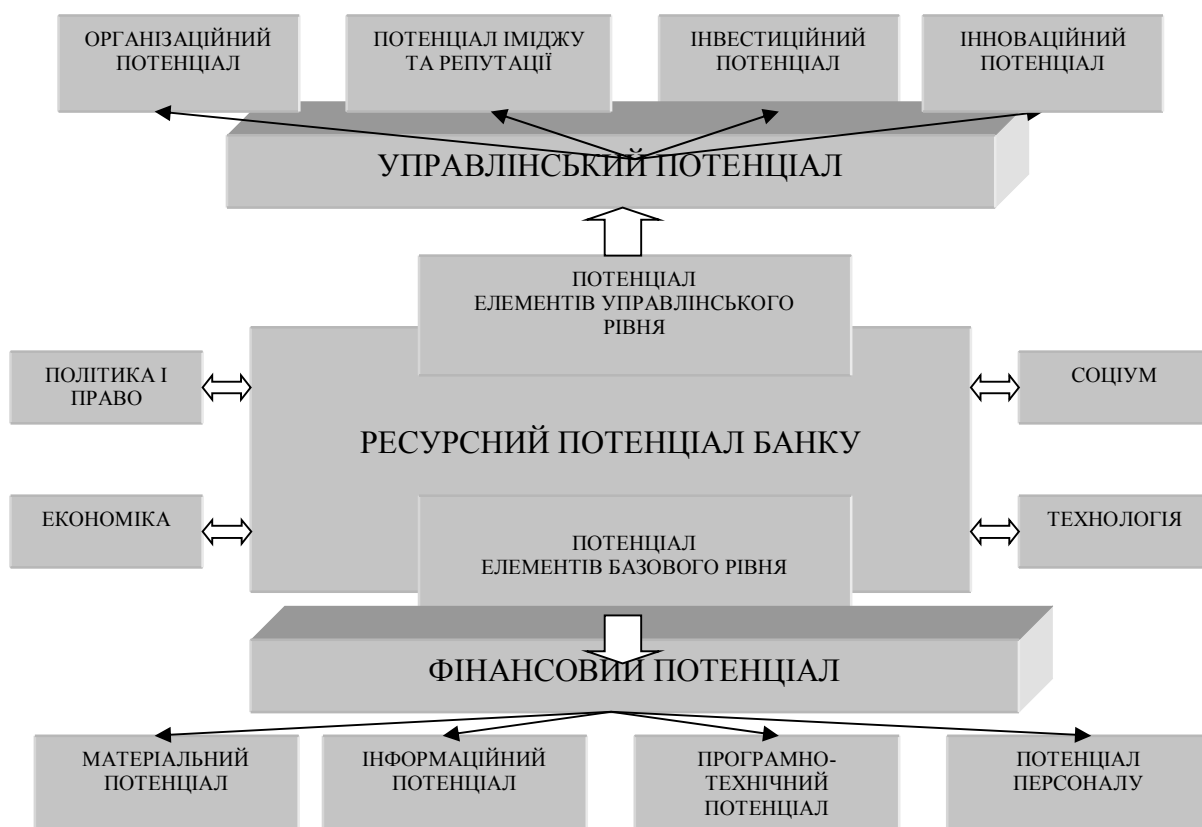 ОРГАНІЗАЦІЙНИЙ
ПОТЕНЦІАЛ
ПОТЕНЦІАЛ ІМІДЖУ
ТА РЕПУТАЦІЇ
ІНВЕСТИЦІЙНИЙ
ПОТЕНЦІАЛ
ІННОВАЦІЙНИЙ
ПОТЕНЦІАЛ
УПРАВЛІНСЬКИЙ ПОТЕНЦІАЛ
ПОТЕНЦІАЛ
ЕЛЕМЕНТІВ УПРАВЛІНСЬКОГО
РІВНЯ
ПОЛІТИКА І
ПРАВО
СОЦІУМ
РЕСУРСНИЙ ПОТЕНЦІАЛ БАНКУ
ЕКОНОМІКА
ТЕХНОЛОГІЯ
ПОТЕНЦІАЛ
ЕЛЕМЕНТІВ БАЗОВОГО РІВНЯ
ФІНАНСОВИЙ ПОТЕНЦІАЛ
МАТЕРІАЛЬНИЙ
ПОТЕНЦІАЛ
ІНФОРМАЦІЙНИЙ
ПОТЕНЦІАЛ
ПРОГРАМНО-
ТЕХНІЧНИЙ
ПОТЕНЦІАЛ
ПОТЕНЦІАЛ
ПЕРСОНАЛУ